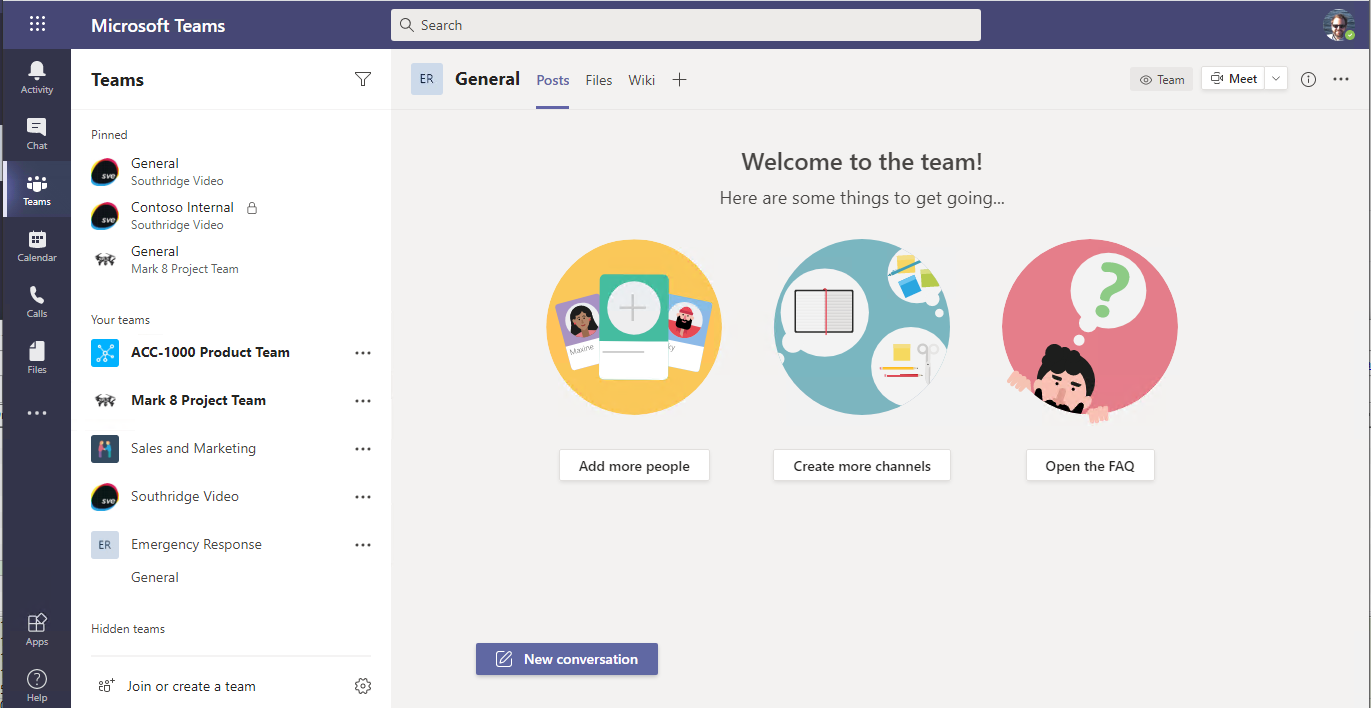 Microsoft Teams
Search
Activity
Chat
Teams
Calendar
Calls
Files
Apps
Help
Teams
Pinned
sve
General
Southridge Video
sve
Contoso Internal
Southridge Video
General
Mark 8 Project Team
Your teams
ACC-1000 Product Team
Mark 8 Project Team
Sales and Marketing
sve
Southridge Video
ER
Emergency Response
General
Hidden teams
Join or create a team
ER
General
Posts
Files
Wiki
Team
Meet
Welcome to the team!
Here are some things to get going...
Maxine
?
Add more people
Create more channels
Open the FAQ
New conversation